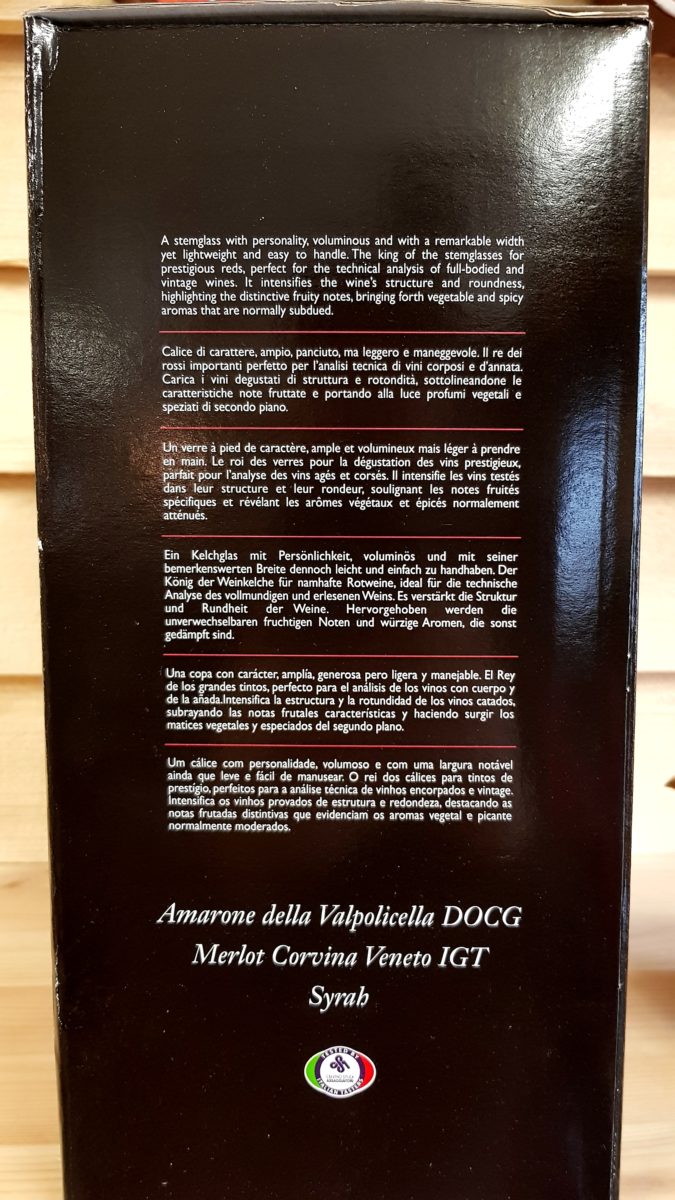 A stemglass with personality, voluminous and with a remarkable width
yet lightweight and easy to handle. The king of the stemglasses for
prestigious reds, perfect for the technical analysis of full-bodied and
vintage wines. It intensifies the wine's structure and roundness,
highlighting the distinctive fruity notes, bringing forth vegetable and spicy
aromas that are normally subdued.
Calice di carattere, ampio, panciuto, ma leggero e maneggevole. Il re dei
rossi importanti perfetto per l'analisi tecnica di vini corposi e d'annata.
Carica i vini degustati di struttura e rotondità, sottolineandone le
caratteristiche note fruttate e portando alla luce profumi vegetali e
speziati di secondo piano.
Un verre à pied de caractère, ample et volumineux mais léger à prendre
en main. Le roi des verres pour la dégustation des vins prestigieux,
parfait pour l'analyse des vins agés et corsés. Il intensifie les vins testés
dans leur structure et leur rondeur, soulignant les notes fruités
spécifiques et révélant les arômes végétaux et épicés normalement
atténués.
Ein Kelchglas mit Persönlichkeit, voluminös und mit seiner
bemerkenswerten Breite dennoch leicht und einfach zu handhaben. Der
König der Weinkelche für namhafte Rotweine, ideal für die technische
Analyse des vollmundigen und erlesenen Weins. Es verstärkt die Struktur
und Rundheit der Weine. Hervorgehoben werden die
unverwechselbaren fruchtigen Noten und würzige Aromen, die sonst
gedämpft sind.
Una copa con carácter, amplía, generosa pero ligera y manejable. El Rey
de los grandes tintos, perfecto para el análisis de los vinos con cuerpo y
de la añada.Intensifica la estructura y la rotundidad de los vinos catados,
subrayando las notas frutales características y haciendo surgir los
matices vegetales y especiados del segundo plano.
Um cálice com personalidade, volumoso e com uma largura notável
ainda que leve e fácil de manusear. O rei dos cálices para tintos de
prestígio, perfeitos para a análise técnica de vinhos encorpados e vintage.
Intensifica os vinhos provados de estrutura e redondeza, destacando as
notas frutadas distintivas que evidenciam os aromas vegetal e picante
normalmente moderados.
Amarone della Valpolicella DOCG
Merlot Corvina Veneto IGT
Syrah
TESTED BY
CENTRO STUDI
ASSAGGIATORI
ITALIAN TASTERS